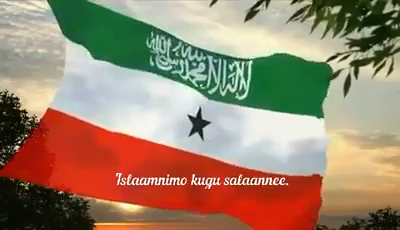 لا إله إلا الله محمد رسول الله
Islaamnimo kugu salaannee.